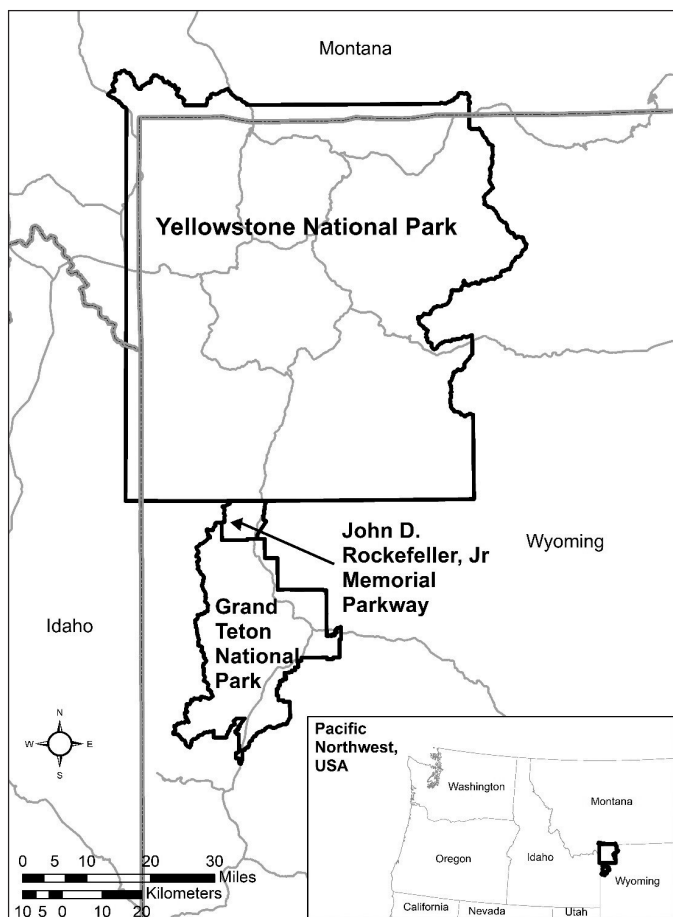 Montana
Yellowstone National Park
John D.
Rockefeller, Jr
Memorial
Parkway
Wyoming
Grand
Teton
National
Park
Idaho
N
W E
S
0 5 10 20 30
Miles
Kilometers
10 5 0 10 20
Pacific
Northwest,
USA
Washington
Montana
Oregon
Idaho
Wyoming
California
Nevada
Utah